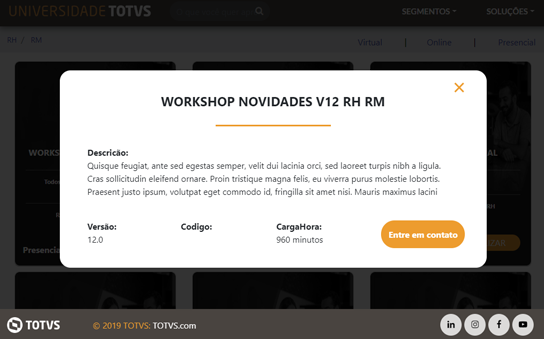 UNIVERSIDADE TOTVS
SEGMENTOS
SOLUÇÕES
RH / RM
Virtual | Online | Presencial
WORKSHOP NOVIDADES V12 RH RM
Descricão:
Quisque feugiat, ante sed egestas semper, velit dui lacinia orci, sed laoreet turpis nibh a ligula.
Cras sollicitudin eleifend ornare. Proin tristique magna felis, eu viverra purus molestie lobortis.
Praesent justo ipsum, volutpat eget commodo id, fringilla sit amet nisi. Mauris maximus lacini
Versão:
12.0
Codigo:
CargaHora:
960 minutos
Entre em contato
TOTVS
© 2019 TOTVS: TOTVS.com